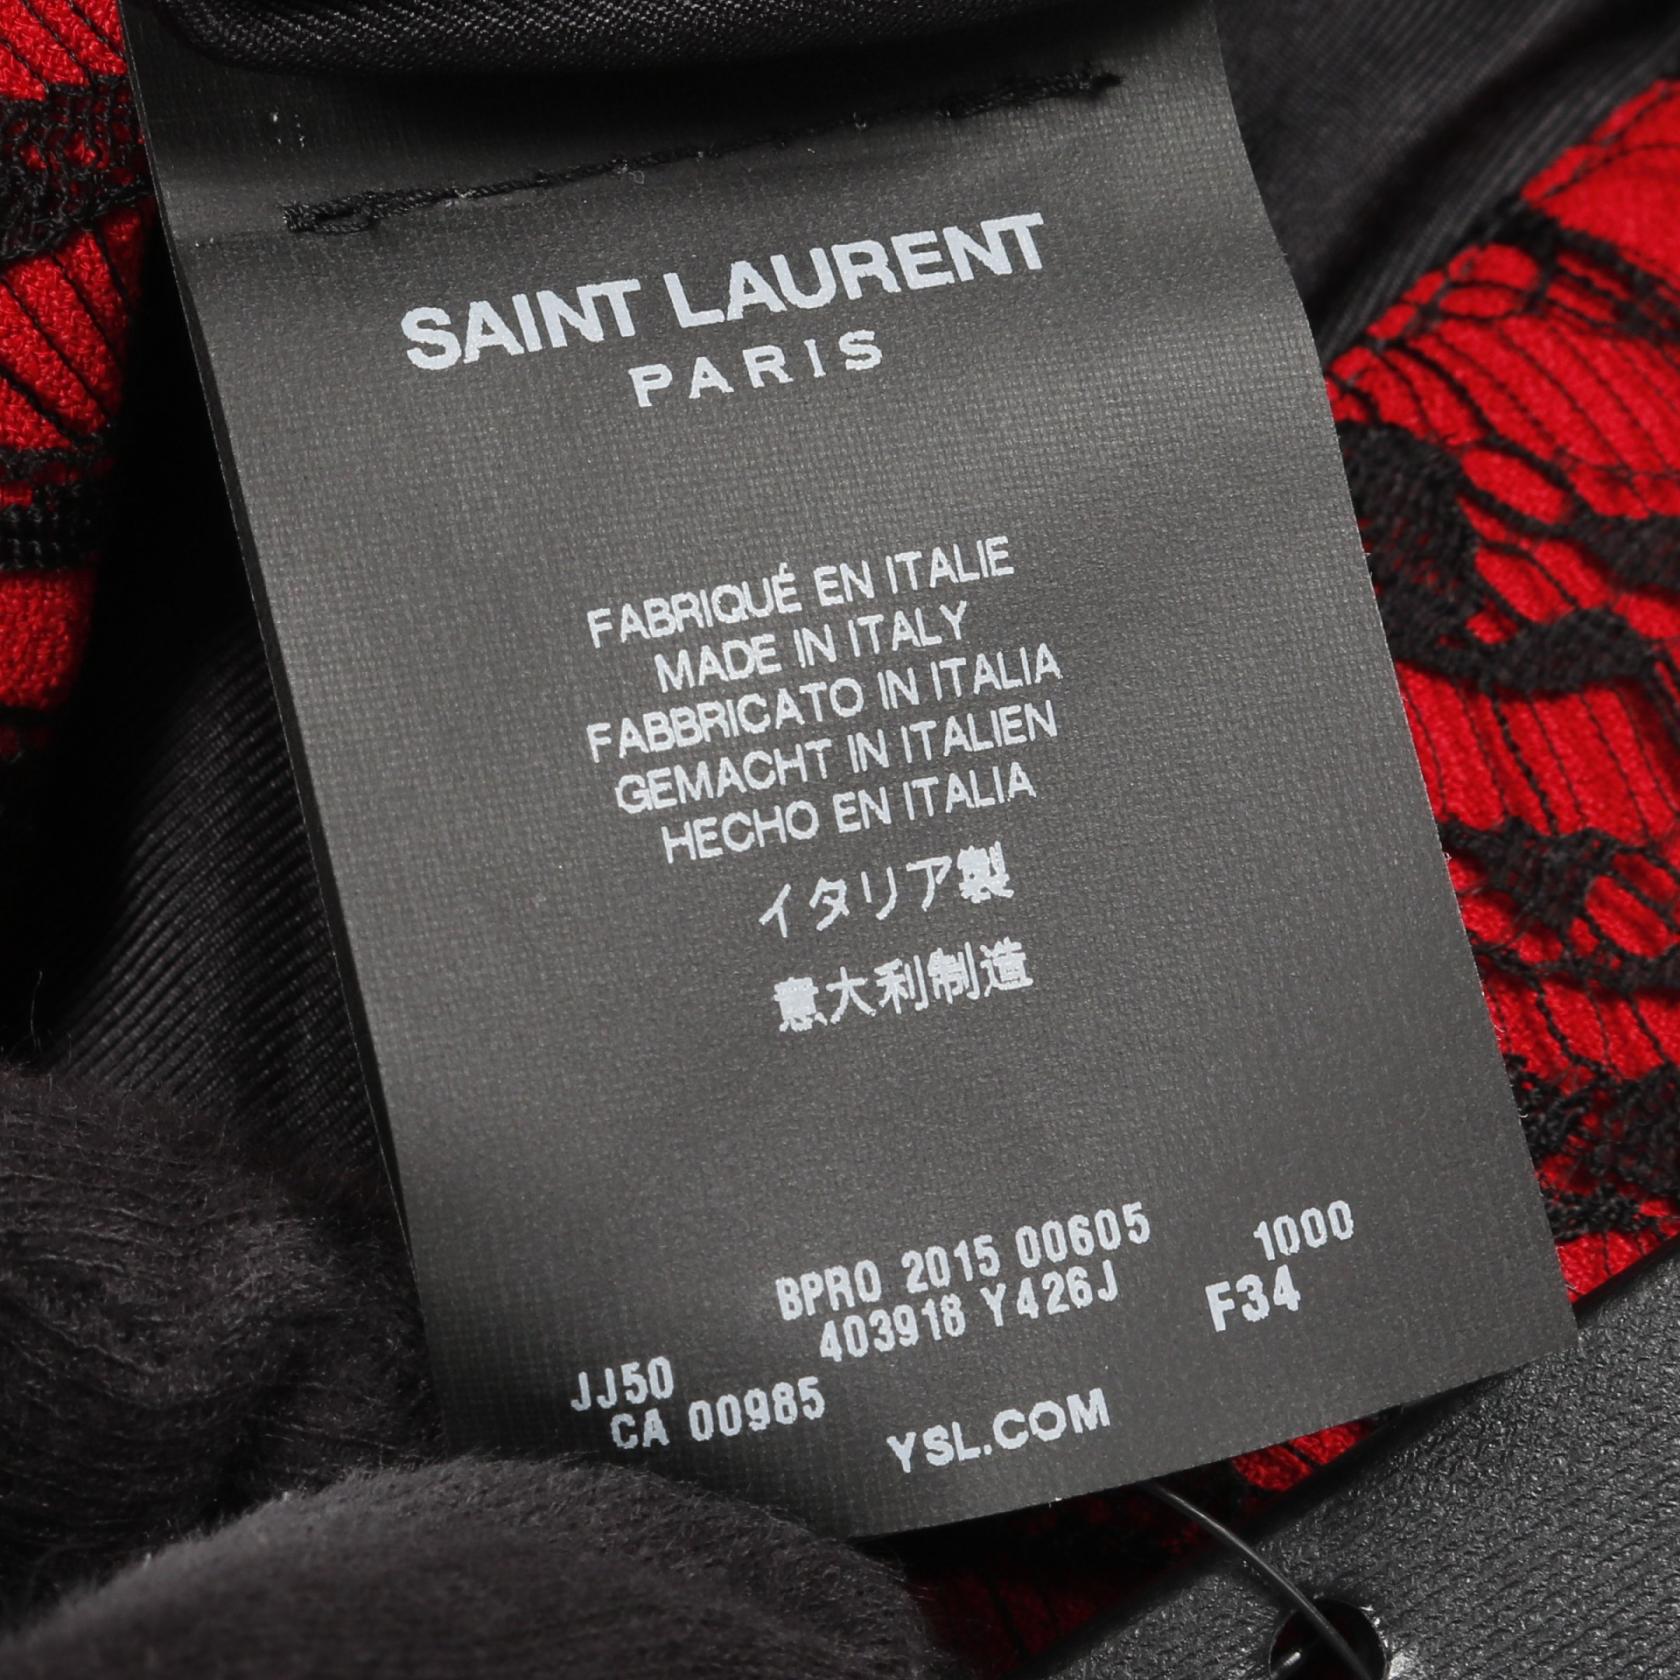 SAINT LAURENT
PARIS
FABRIQUÉ EN ITALIE
MADE IN ITALY
FABBRICATO IN ITALIA
GEMACHT IN ITALIEN
HECHO EN ITALIA
イタリア製
意大利制造
BPRO 2015 00605 1000
403918 Y426J F34
JJ50
CA 00985
YSL.COM